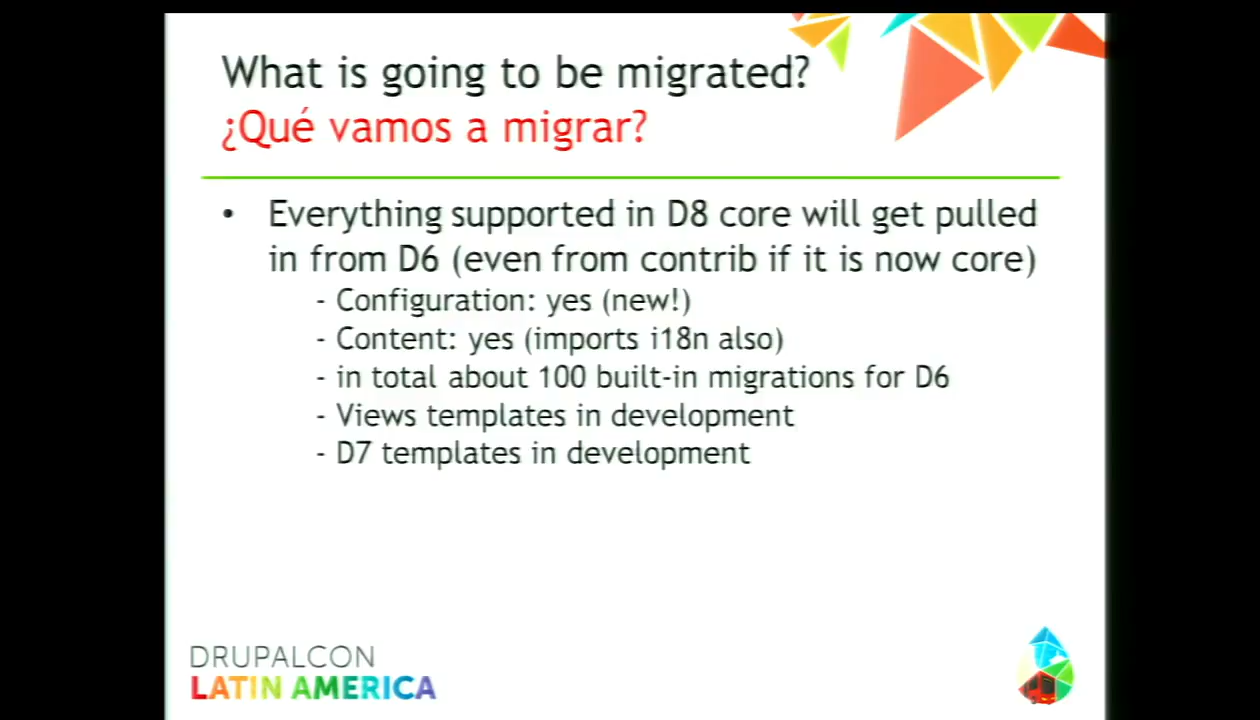 What is going to be migrated?
¿Qué vamos a migrar?
• Everything supported in D8 core will get pulled
in from D6 (even from contrib if it is now core)
- Configuration: yes (new!)
- Content: yes (imports i18n also)
- in total about 100 built-in migrations for D6
- Views templates in development
- D7 templates in development
DRUPALCON
LATIN AMERICA